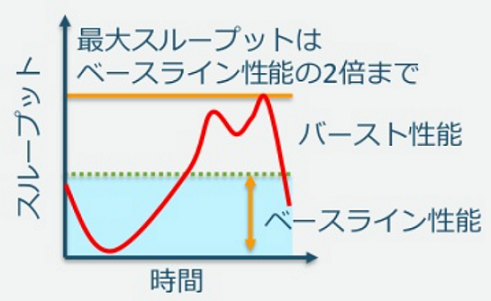 最大スループットは
ベースライン性能の2倍まで
スループット
バースト性能
ベースライン性能
時間